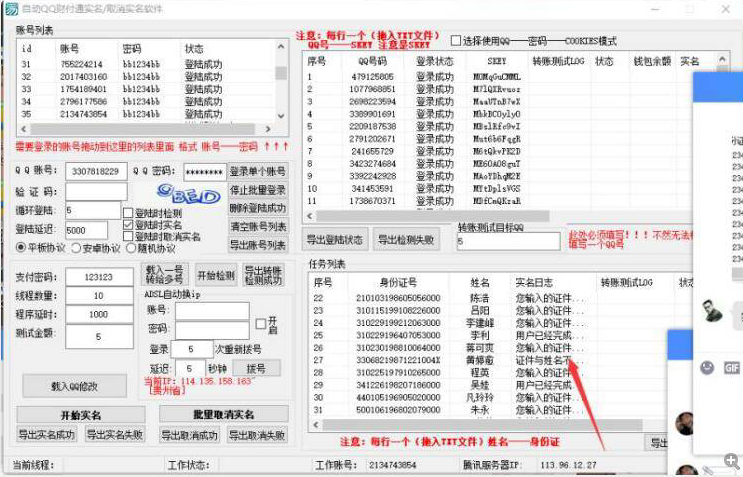 自动QQ财付通实名/取消实名软件
账号列表
id 账号 密码 状态
31 755224214 bb1234bb 登陆成功
32 2017403160 bb1234bb 登陆成功
33 1754189401 bb1234bb 登陆成功
34 2796177586 bb1234bb 登陆成功
35 2134743854 bb1234bb 登陆成功
需要登录的账号拖动到这里的列表里面 格式 账号——密码 ↑↑↑
QQ 账号: 3307818229 QQ 密码: ******** 登录单个账号
验 证 码: 停止批量登录
循环登陆: 5 登陆时检测 删除登陆成功
登陆延迟: 5000 登陆时实名 清空账号列表
登陆时取消实名
平板协议 安卓协议 随机协议 导出账号列表
支付密码: 123123 载入一号转给多号 开始检测 导出转账检测成功
线程数量: 10 ADSL自动换ip
程序延时: 1000 账号:
测试金额: 5 密码: 开启
登录 5 次重新拨号
延迟: 5 秒钟 拨号
载入QQ修改 当前IP: 114.135.158.163
[贵州省]
开始实名 批量取消实名
导出实名成功 导出实名失败 导出取消成功 导出取消失败
注意: 每行一个(拖入TXT文件)
QQ号——SKEY 注意是SKEY 选择使用QQ——密码——COOKIES模式
序号 QQ号码 登录状态 SKEY 转账测试LOG 状态 钱包余额 实名
1 479125805 登录成功
2 1077968851 登录成功
3 2698223594 登录成功
4 3389901691 登录成功
5 2209187538 登录成功
6 2791202671 登录成功
7 241655729 登录成功
8 3423274684 登录成功
9 3392242928 登录成功
10 341453591 登录成功
11 1738670371 登录成功
导出登陆状态 导出检测失败 转账测试目标QQ 5 此处必须填写!!!不然无法
填写一个QQ号
任务列表
序号 身份证号 姓名 实名日志 转账测试LOG
22 210103198605056000 陈浩 您输入的证件...
23 310115199108226000 吕阳 您输入的证件...
24 310229199212063000 李建峰 您输入的证件...
25 310229196407053000 李利 用户已经完成...
26 310230198810064000 蒋可爽 您输入的证件...
27 33068219871221004X 证件与姓名不...
28 310225197910265000 程英 您输入的证件...
29 341226198207186000 吴桂 用户已经完成...
30 440105196905020000 凡玲玲 您输入的证件...
31 500106196802079000 朱永 您输入的证件...
注意: 每行一个(拖入TXT文件)姓名——身份证 导出
当前线程: 工作状态: 工作账号: 2134743854 腾讯服务器IP: 113.96.12.27
GIF